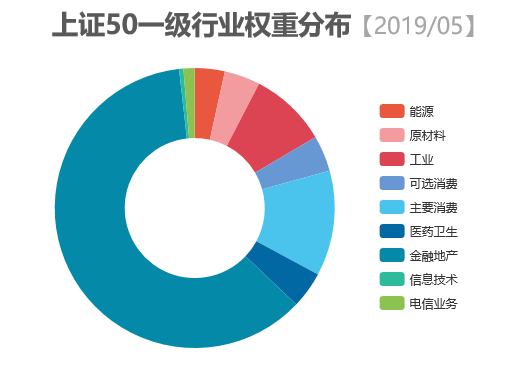 上证50一级行业权重分布【2019/05】
能源
原材料
工业
可选消费
主要消费
医药卫生
金融地产
信息技术
电信业务